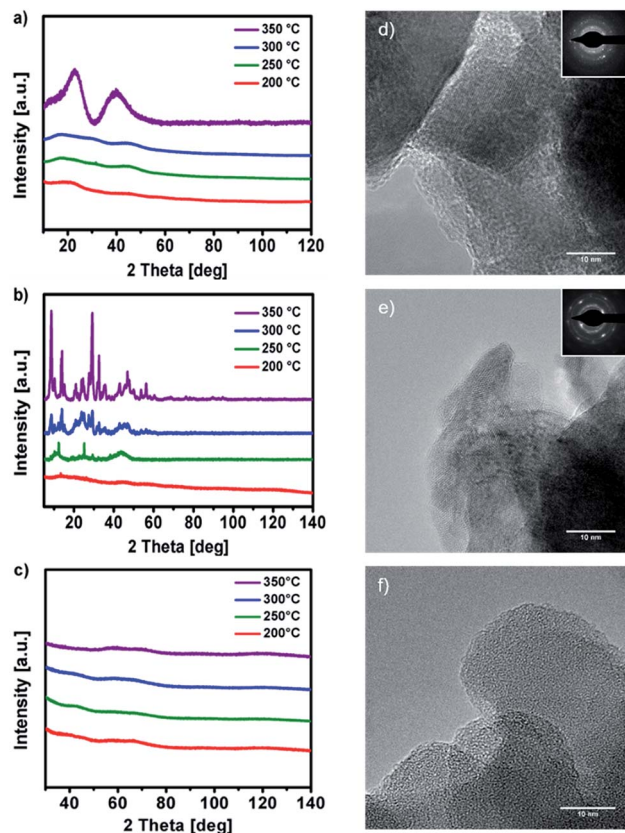 a)
350 °C
300 °C
250 °C
200 °C
Intensity [a.u.]
20 40 60 80 100 120
2 Theta [deg]
b)
350 °C
300 °C
250 °C
200 °C
Intensity [a.u.]
20 40 60 80 100 120 140
2 Theta [deg]
c)
350°C
300°C
250°C
200°C
Intensity [a.u.]
40 60 80 100 120 140
2 Theta [deg]
d)
10 nm
e)
10 nm
f)
10 nm